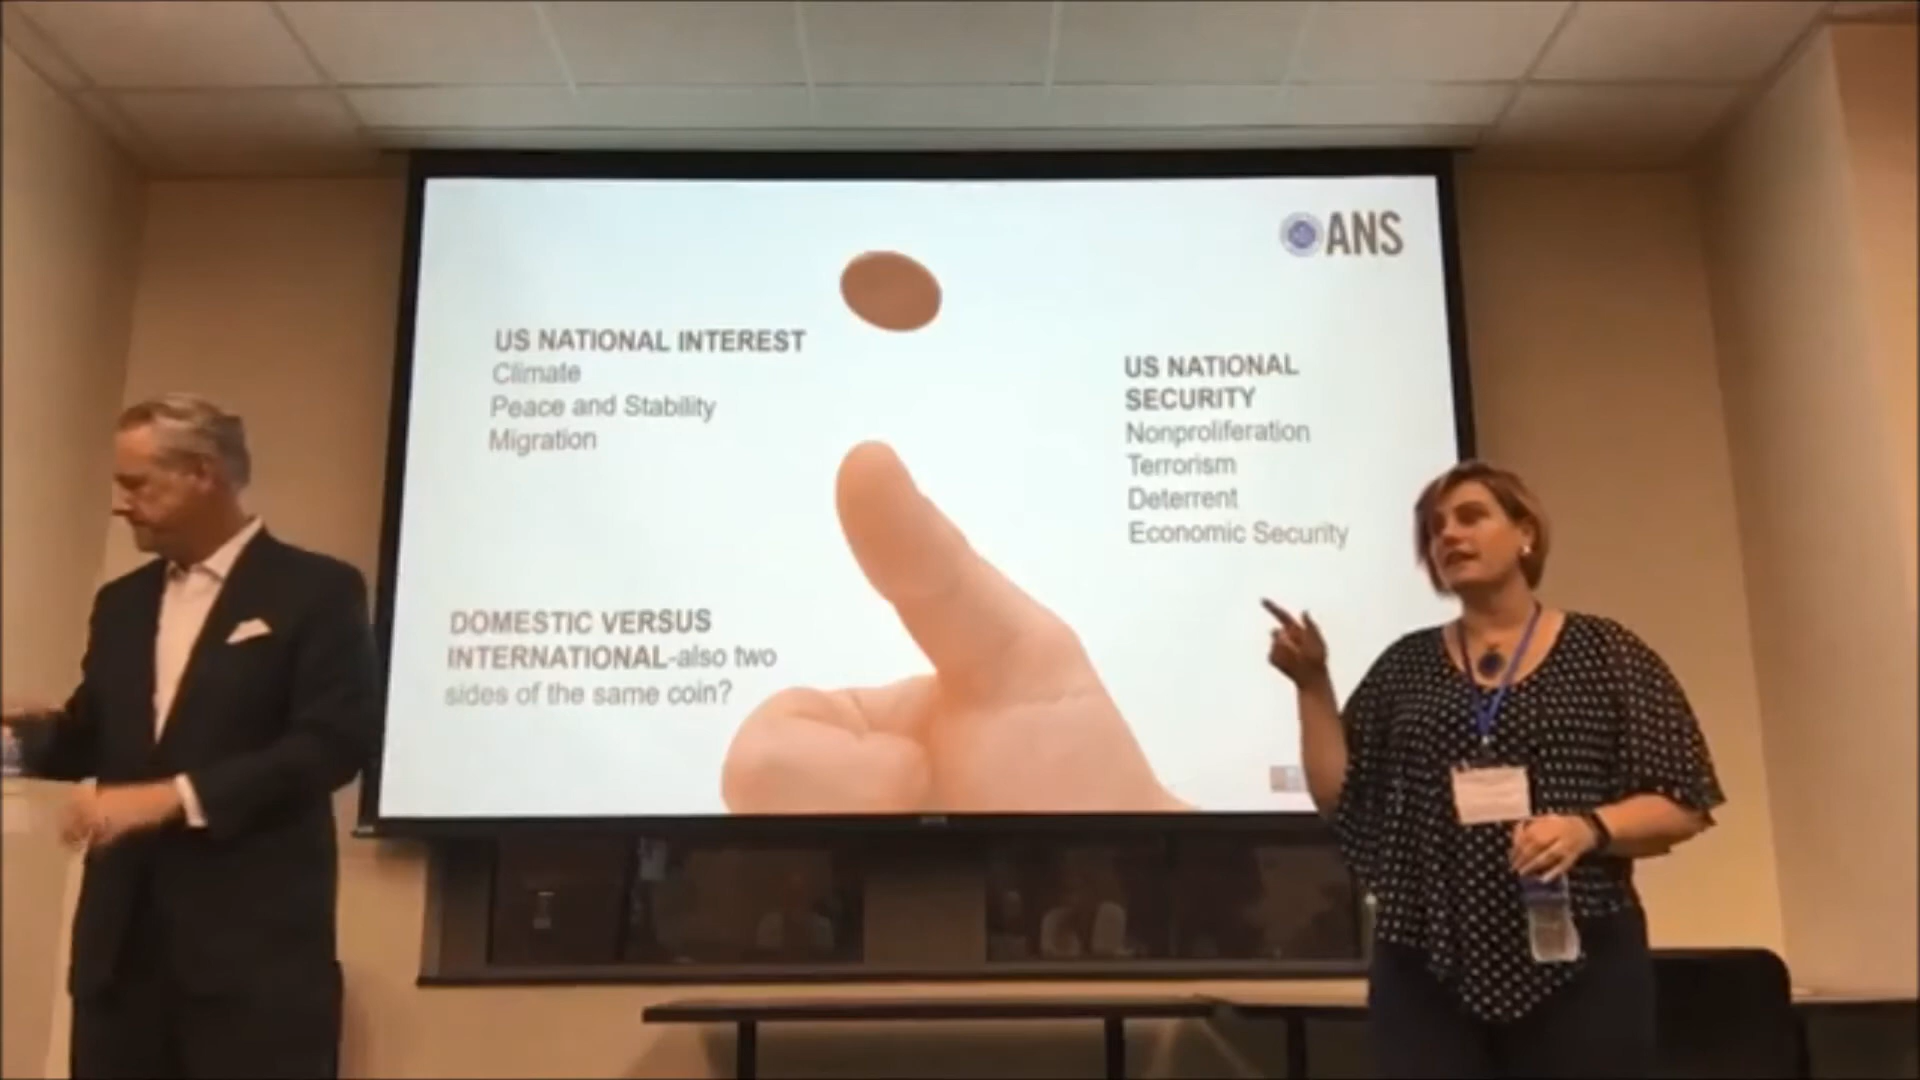 ANS
US NATIONAL INTEREST
Climate
Peace and Stability
Migration
US NATIONAL
SECURITY
Nonproliferation
Terrorism
Deterrent
Economic Security
DOMESTIC VERSUS
INTERNATIONAL-also two
sides of the same coin?